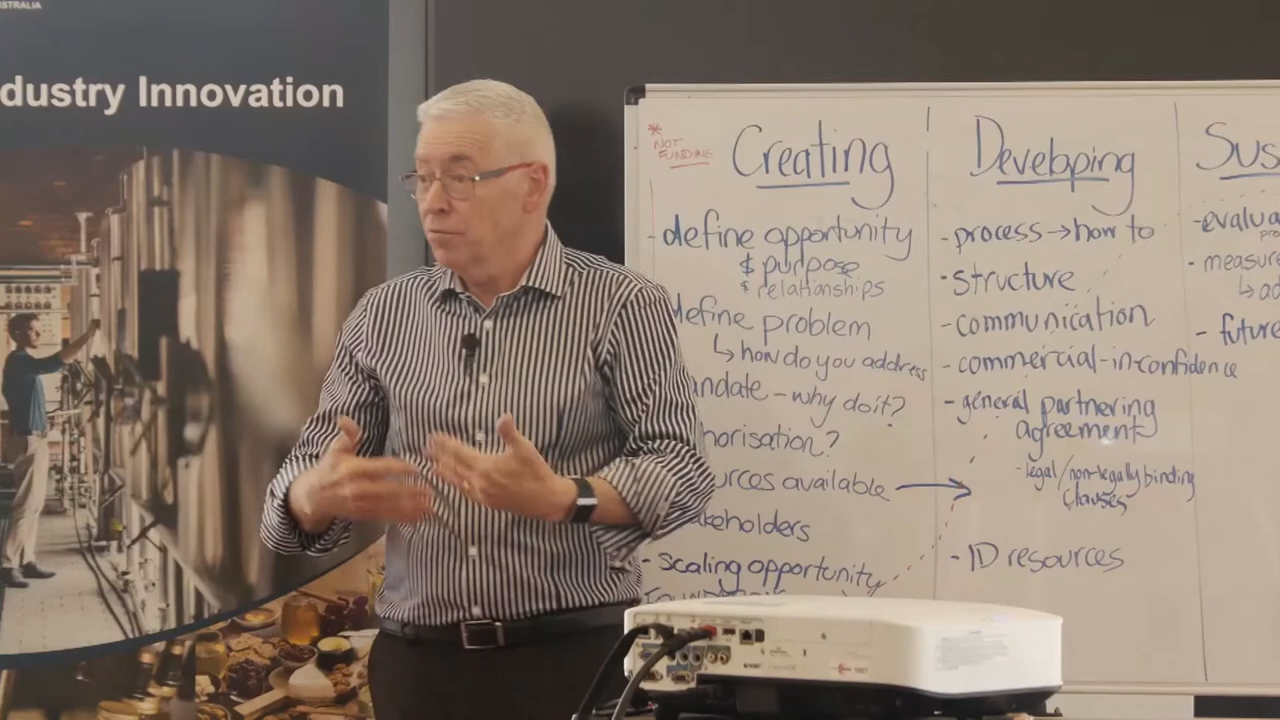 STRALIA
dustry Innovation
* NOT
FUNDING
Creating
define opportunity
& purpose
& relationships
define problem
↳ how do you address
ndate - why do it?
horisation?
urces available →
akeholders
- scaling opportunity
Developing
- process → how to
- structure
- communication
- commercial-in-confidence
- general partnering
agreement
- legal/non-legally binding
clauses
- ID resources
Sus
- evalua
- measure
↳ ad
- future